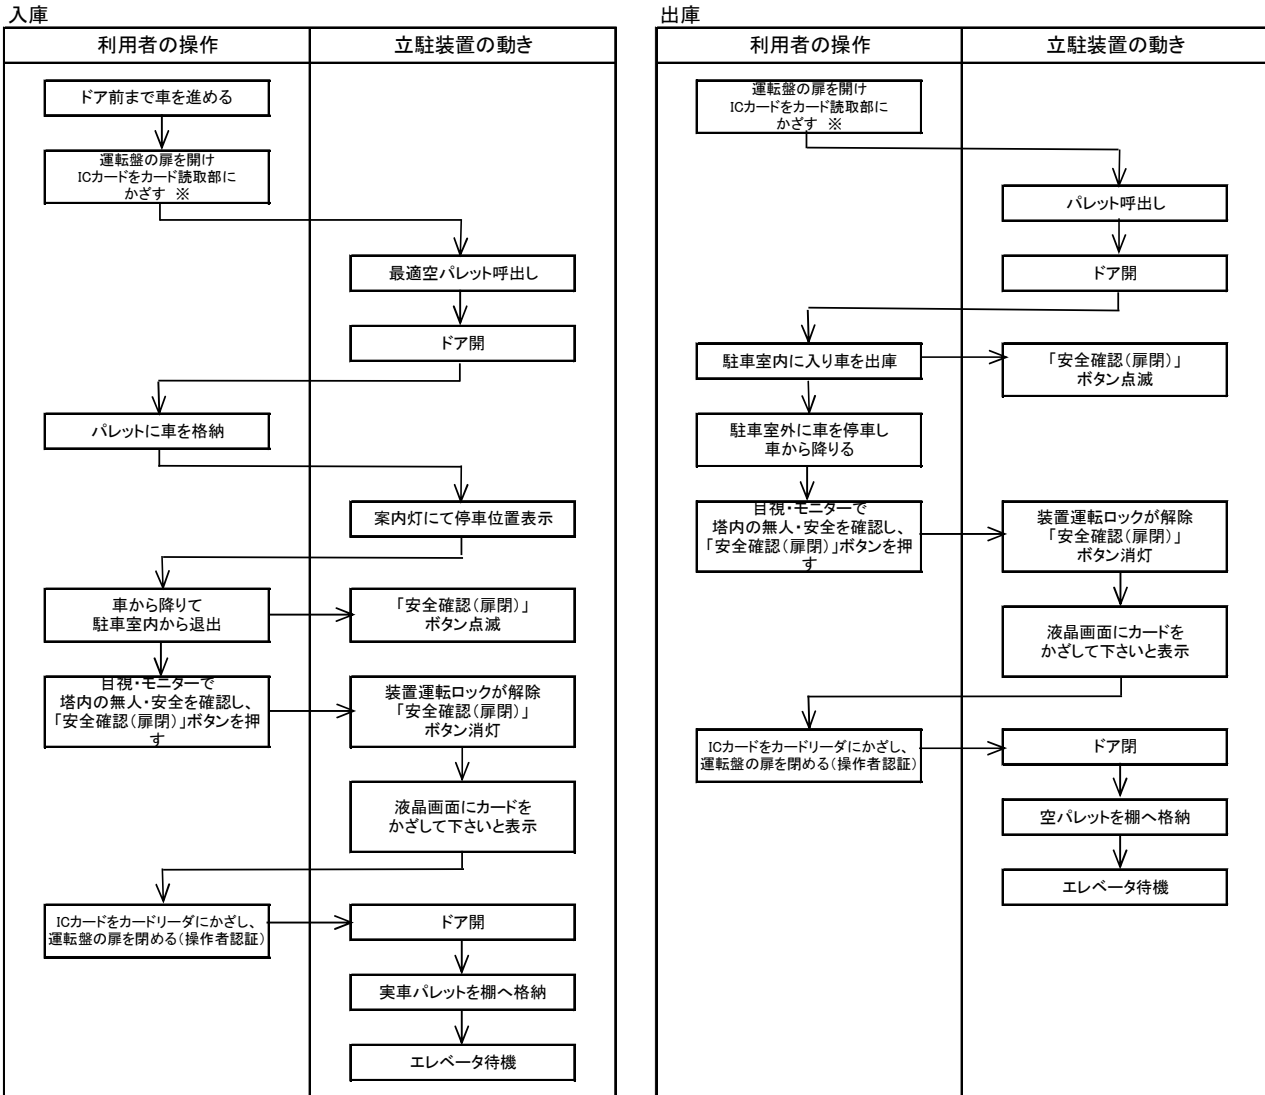 入庫
利用者の操作
立駐装置の動き
ドア前まで車を進める
運転盤の扉を開け
ICカードをカード読取部に
かざす ※
最適空パレット呼出し
ドア開
パレットに車を格納
案内灯にて停車位置表示
車から降りて
駐車室内から退出
「安全確認(扉閉)」
ボタン点滅
目視・モニターで
塔内の無人・安全を確認し、
「安全確認(扉閉)」ボタンを押
す
装置運転ロックが解除
「安全確認(扉閉)」
ボタン消灯
液晶画面にカードを
かざして下さいと表示
ICカードをカードリーダにかざし、
運転盤の扉を閉める(操作者認証)
ドア開
実車パレットを棚へ格納
エレベータ待機
出庫
利用者の操作
立駐装置の動き
運転盤の扉を開け
ICカードをカード読取部に
かざす ※
パレット呼出し
ドア開
駐車室内に入り車を出庫
「安全確認(扉閉)」
ボタン点滅
駐車室外に車を停車し
車から降りる
目視・モニターで
塔内の無人・安全を確認し、
「安全確認(扉閉)」ボタンを押
す
装置運転ロックが解除
「安全確認(扉閉)」
ボタン消灯
液晶画面にカードを
かざして下さいと表示
ICカードをカードリーダにかざし、
運転盤の扉を閉める(操作者認証)
ドア閉
空パレットを棚へ格納
エレベータ待機